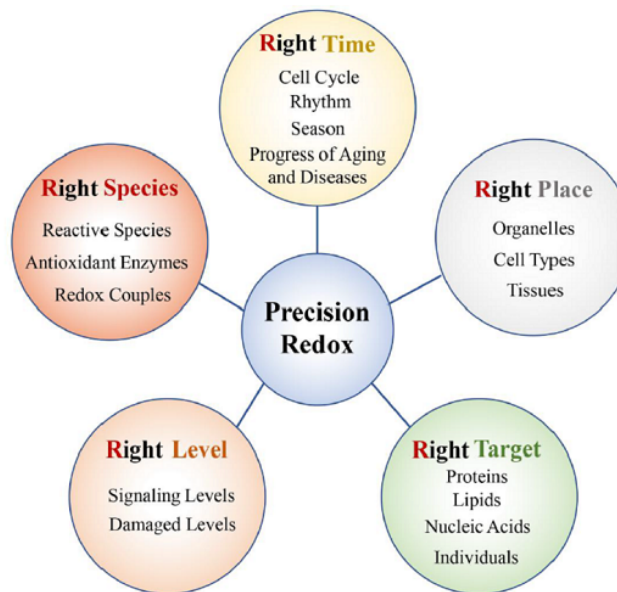 Right Time
Cell Cycle
Rhythm
Season
Progress of Aging
and Diseases
Right Species
Reactive Species
Antioxidant Enzymes
Redox Couples
Right Place
Organelles
Cell Types
Tissues
Precision
Redox
Right Level
Signaling Levels
Damaged Levels
Right Target
Proteins
Lipids
Nucleic Acids
Individuals